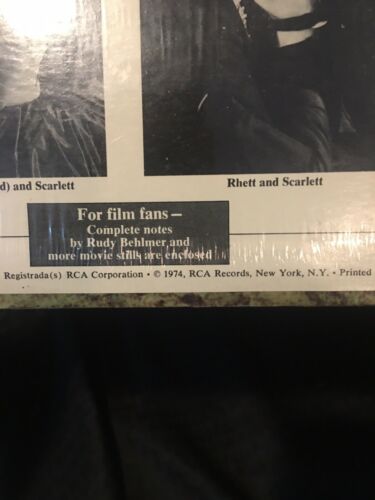 d) and Scarlett
Rhett and Scarlett
For film fans—
Complete notes
by Rudy Behlmer and
more movie stills are enclosed
Registrada(s) RCA Corporation • © 1974, RCA Records, New York, N.Y. • Printed